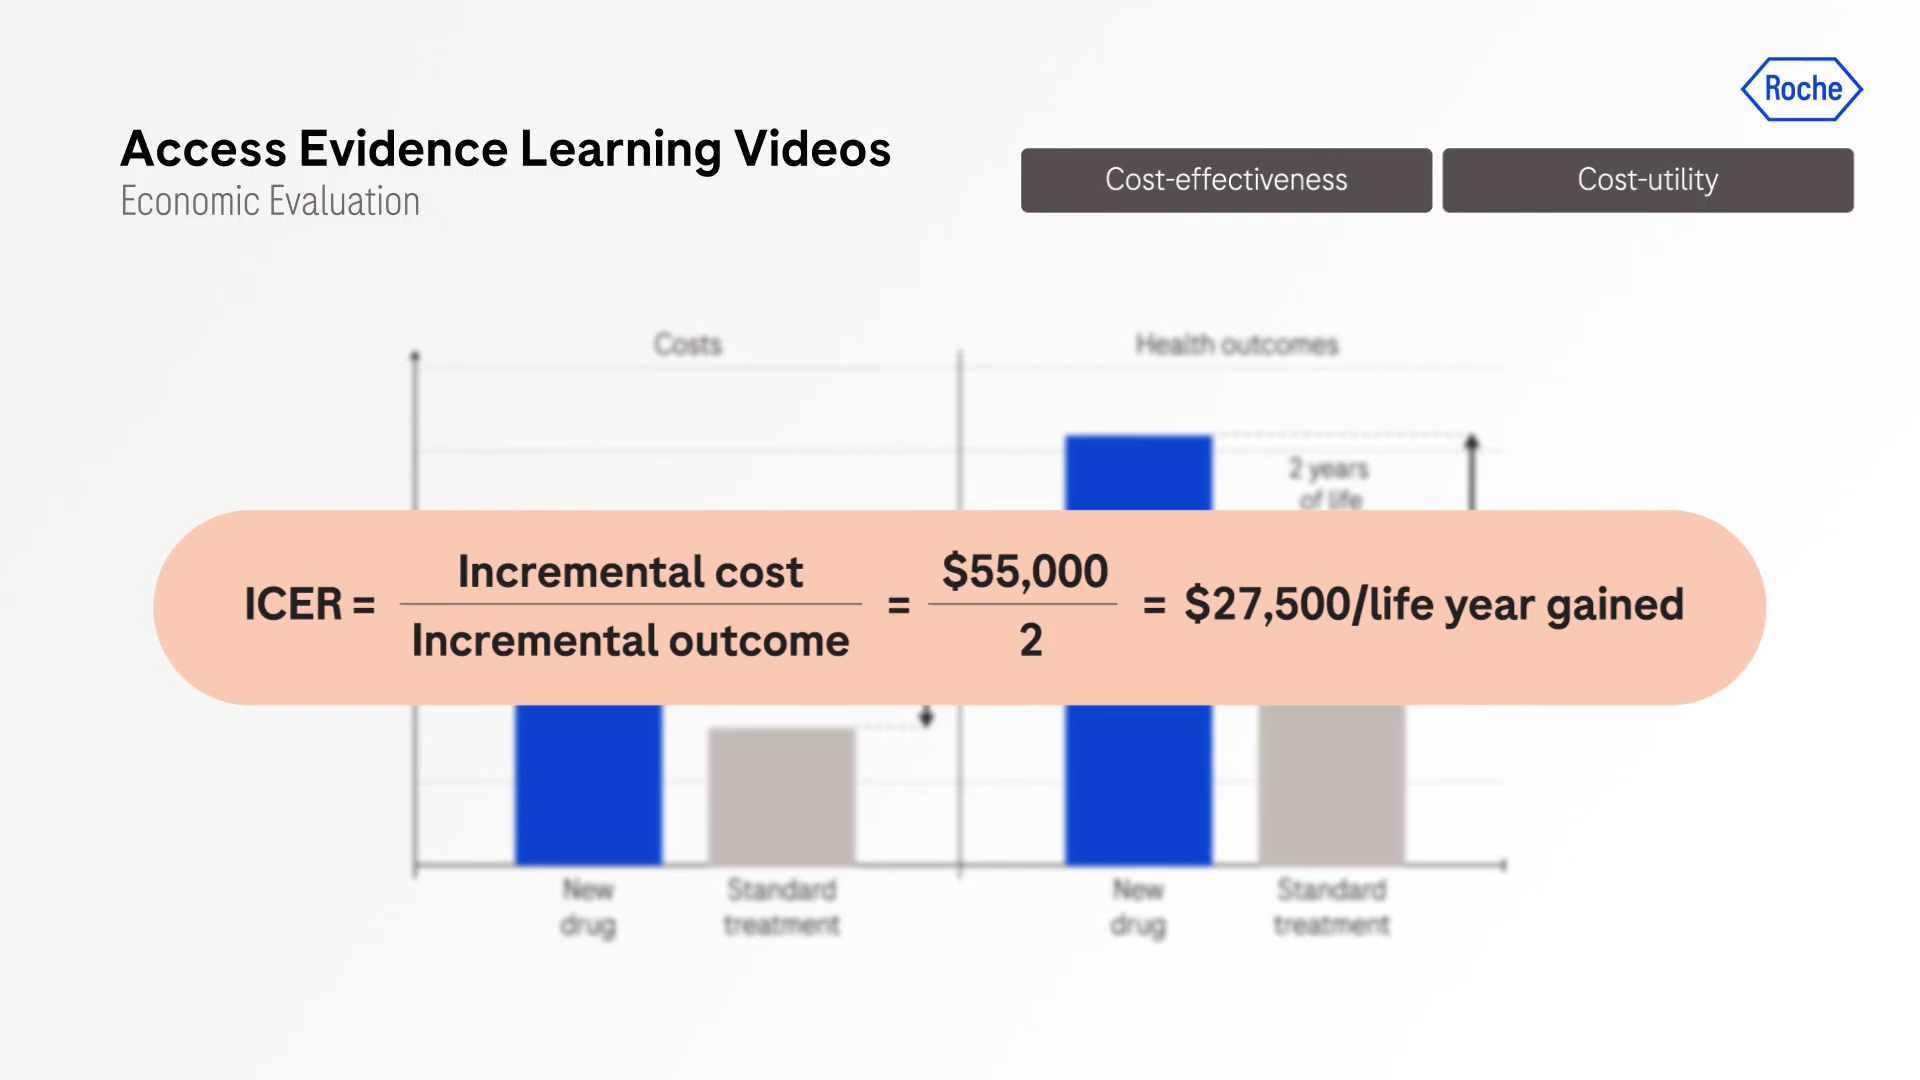 Roche
Access Evidence Learning Videos
Economic Evaluation
Cost-effectiveness
Cost-utility
Costs
Health outcomes
2 years
of life
ICER = Incremental cost / Incremental outcome = $55,000 / 2 = $27,500/life year gained
New
drug
Standard
treatment
New
drug
Standard
treatment